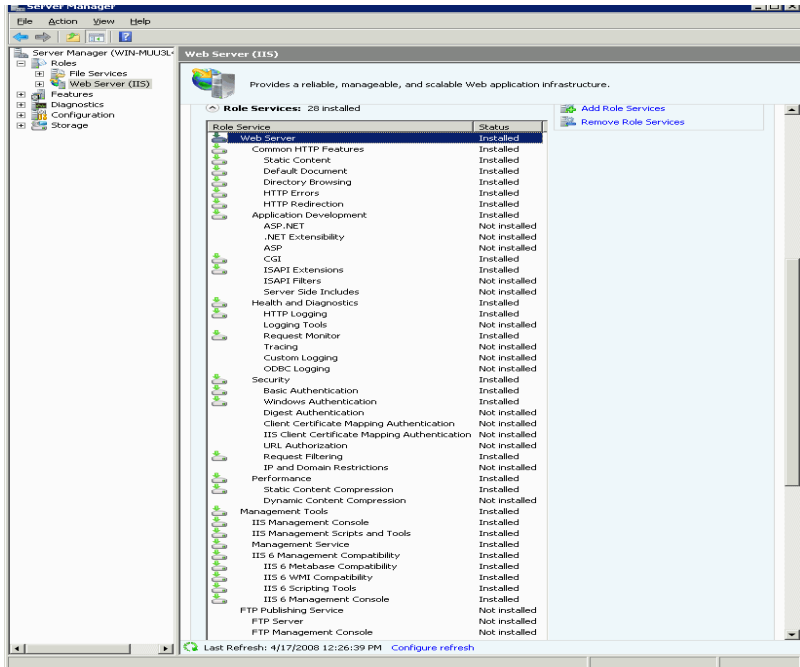 Server Manager
File Action View Help
Server Manager (WIN-MUU3L
Roles
File Services
Web Server (IIS)
Features
Diagnostics
Configuration
Storage
Web Server (IIS)
Provides a reliable, manageable, and scalable Web application infrastructure.
Role Services: 28 installed
Add Role Services
Remove Role Services
Role Service Status
Web Server Installed
Common HTTP Features Installed
Static Content Installed
Default Document Installed
Directory Browsing Installed
HTTP Errors Installed
HTTP Redirection Installed
Application Development Installed
ASP.NET Not installed
.NET Extensibility Not installed
ASP Not installed
CGI Installed
ISAPI Extensions Installed
ISAPI Filters Not installed
Server Side Includes Not installed
Health and Diagnostics Installed
HTTP Logging Installed
Logging Tools Not installed
Request Monitor Installed
Tracing Not installed
Custom Logging Not installed
ODBC Logging Not installed
Security Installed
Basic Authentication Installed
Windows Authentication Installed
Digest Authentication Not installed
Client Certificate Mapping Authentication Not installed
IIS Client Certificate Mapping Authentication Not installed
URL Authorization Not installed
Request Filtering Installed
IP and Domain Restrictions Not installed
Performance Installed
Static Content Compression Installed
Dynamic Content Compression Not installed
Management Tools Installed
IIS Management Console Installed
IIS Management Scripts and Tools Installed
Management Service Installed
IIS 6 Management Compatibility Installed
IIS 6 Metabase Compatibility Installed
IIS 6 WMI Compatibility Installed
IIS 6 Scripting Tools Installed
IIS 6 Management Console Installed
FTP Publishing Service Not installed
FTP Server Not installed
FTP Management Console Not installed
Last Refresh: 4/17/2008 12:26:39 PM Configure refresh